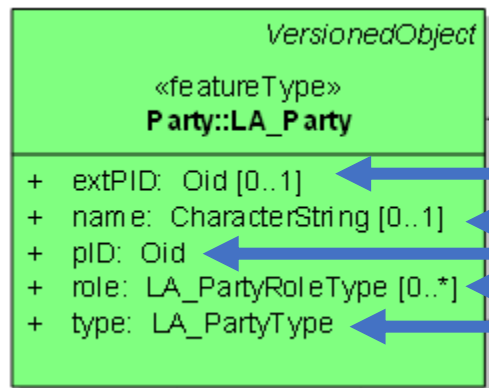 VersionedObject
«featureType»
Party::LA_Party
+ extPID: Oid [0..1]
+ name: CharacterString [0..1]
+ pID: Oid
+ role: LA_PartyRoleType [0..*]
+ type: LA_PartyType